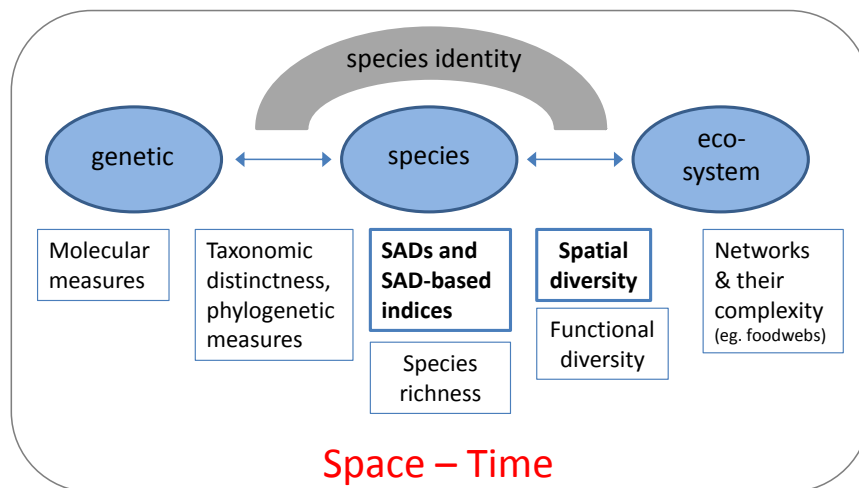 species identity
genetic
species
eco-
system
Molecular
measures
Taxonomic
distinctness,
phylogenetic
measures
SADs and
SAD-based
indices
Species
richness
Spatial
diversity
Functional
diversity
Networks
& their
complexity
(eg. foodwebs)
Space – Time